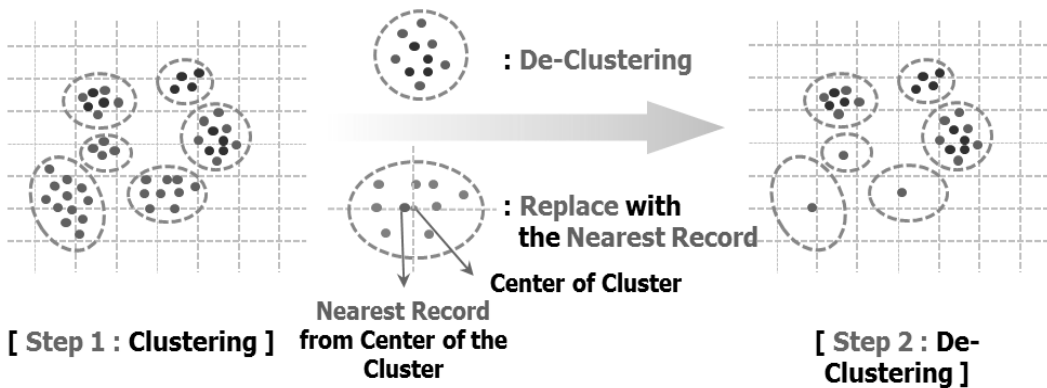 : De-Clustering
: Replace with
the Nearest Record
Center of Cluster
Nearest Record
from Center of the
Cluster
[ Step 1 : Clustering ]
[ Step 2 : De-
Clustering ]